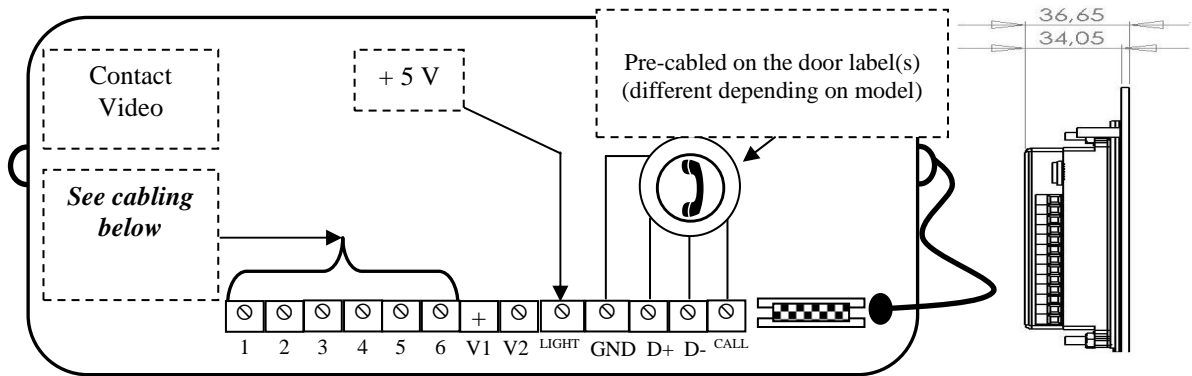 36,65
34,05
Contact
Video
+ 5 V
Pre-cabled on the door label(s)
(different depending on model)
See cabling
below
+
1 2 3 4 5 6 V1 V2 LIGHT GND D+ D- CALL